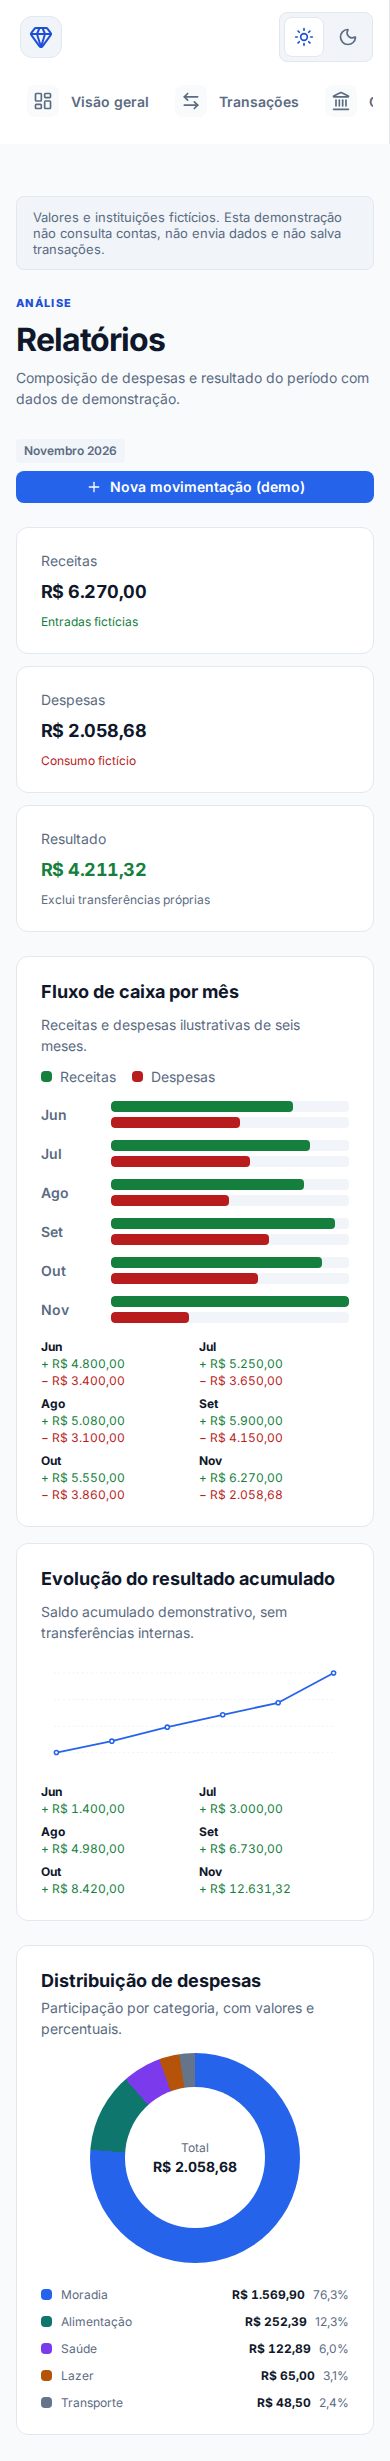 Visão geral
Transações
Valores e instituições fictícios. Esta demonstração
não consulta contas, não envia dados e não salva
transações.
ANÁLISE
Relatórios
Composição de despesas e resultado do período com
dados de demonstração.
Novembro 2026
+ Nova movimentação (demo)
Receitas
R$ 6.270,00
Entradas fictícias
Despesas
R$ 2.058,68
Consumo fictício
Resultado
R$ 4.211,32
Exclui transferências próprias
Fluxo de caixa por mês
Receitas e despesas ilustrativas de seis
meses.
Receitas Despesas
Jun
Jul
Ago
Set
Out
Nov
Jun Jul
+ R$ 4.800,00 + R$ 5.250,00
− R$ 3.400,00 − R$ 3.650,00
Ago Set
+ R$ 5.080,00 + R$ 5.900,00
− R$ 3.100,00 − R$ 4.150,00
Out Nov
+ R$ 5.550,00 + R$ 6.270,00
− R$ 3.860,00 − R$ 2.058,68
Evolução do resultado acumulado
Saldo acumulado demonstrativo, sem
transferências internas.
Jun Jul
+ R$ 1.400,00 + R$ 3.000,00
Ago Set
+ R$ 4.980,00 + R$ 6.730,00
Out Nov
+ R$ 8.420,00 + R$ 12.631,32
Distribuição de despesas
Participação por categoria, com valores e
percentuais.
Total
R$ 2.058,68
Moradia R$ 1.569,90 76,3%
Alimentação R$ 252,39 12,3%
Saúde R$ 122,89 6,0%
Lazer R$ 65,00 3,1%
Transporte R$ 48,50 2,4%